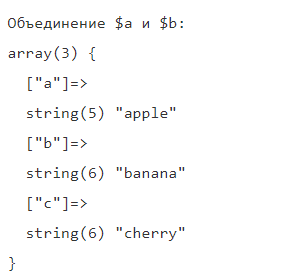 Объединение $a и $b:
array(3) {
  ["a"]=>
  string(5) "apple"
  ["b"]=>
  string(6) "banana"
  ["c"]=>
  string(6) "cherry"
}